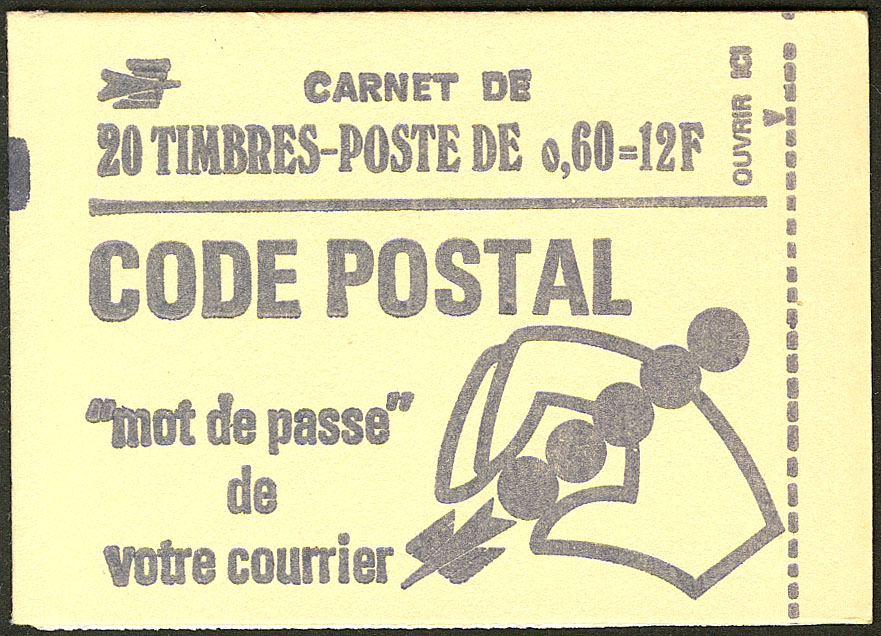 CARNET DE
20 TIMBRES-POSTE DE 0,60=12F
OUVRIR ICI
CODE POSTAL
"mot de passe"
de
votre courrier